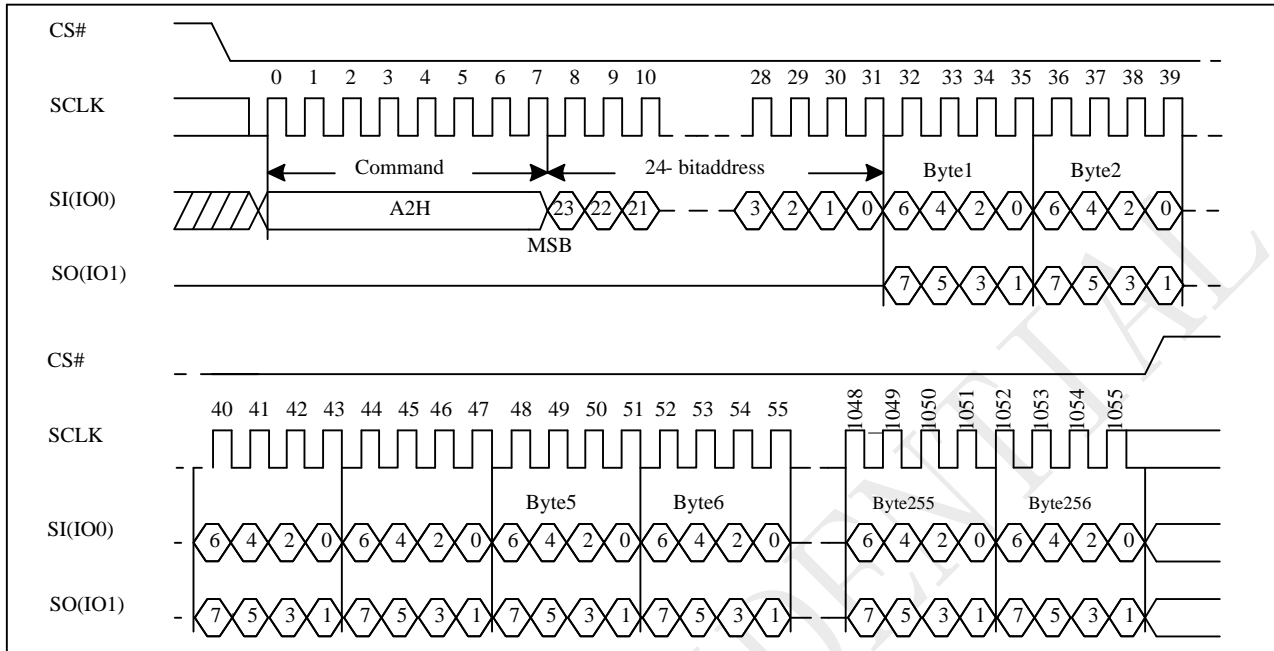 CS#
0 1 2 3 4 5 6 7 8 9 10 28 29 30 31 32 33 34 35 36 37 38 39
SCLK
Command 24- bitaddress Byte1 Byte2
SI(IO0) A2H 23 22 21 3 2 1 0 6 4 2 0 6 4 2 0
MSB
SO(IO1) 7 5 3 1 7 5 3 1
CS#
40 41 42 43 44 45 46 47 48 49 50 51 52 53 54 55 1048 1049 1050 1051 1052 1053 1054 1055
SCLK
Byte5 Byte6 Byte255 Byte256
SI(IO0) 6 4 2 0 6 4 2 0 6 4 2 0 6 4 2 0 6 4 2 0 6 4 2 0
SO(IO1) 7 5 3 1 7 5 3 1 7 5 3 1 7 5 3 1 7 5 3 1 7 5 3 1
DENTIAL